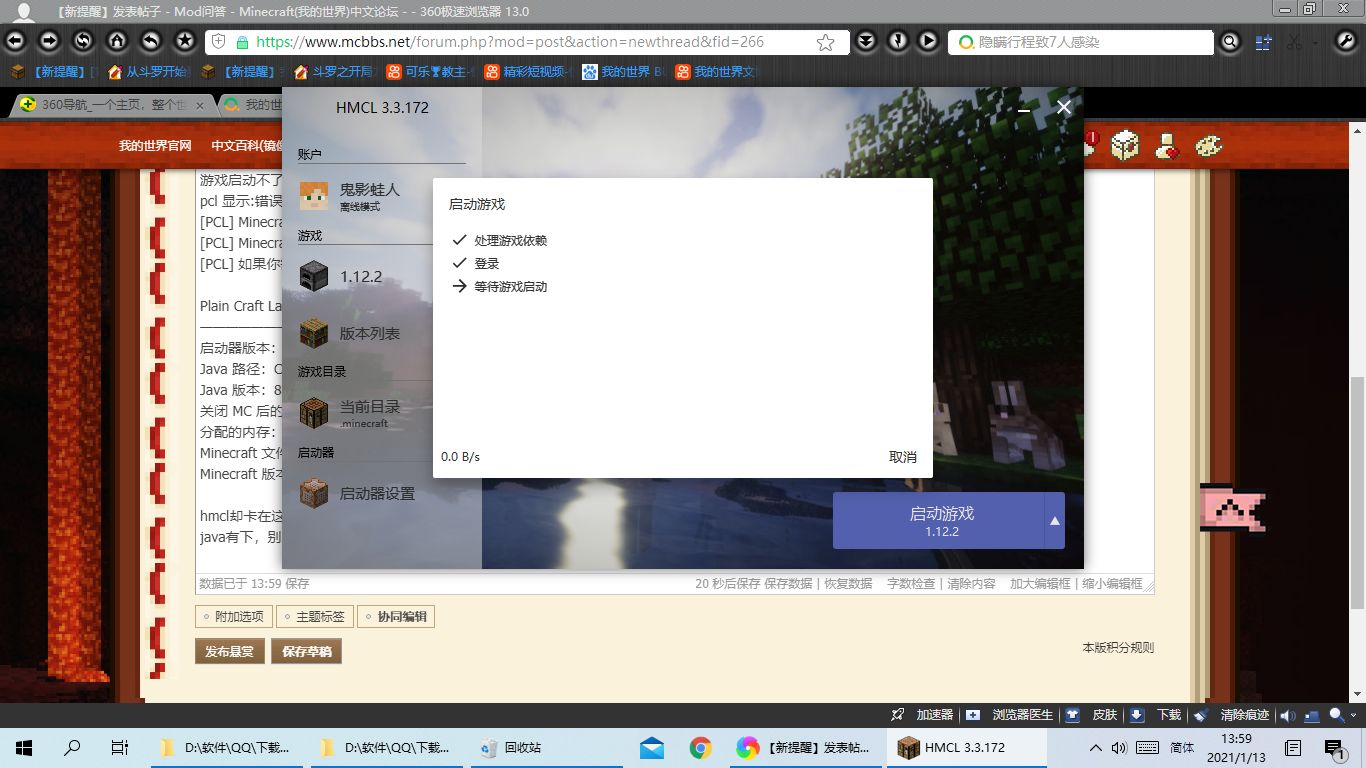 【新提醒】发表帖子 - Mod问答 - Minecraft(我的世界)中文论坛 - - 360极速浏览器 13.0
https://www.mcbbs.net/forum.php?mod=post&action=newthread&fid=266
隐瞒行程致7人感染
【新提醒】
从斗罗开始
【新提醒】
斗罗之开局
可乐🍷教主-
精彩短视频-
我的世界 B
我的世界文
360导航_一个主页，整个世
我的世
我的世界官网
中文百科(镜像
HMCL 3.3.172
账户
鬼影蛙人
离线模式
游戏
1.12.2
版本列表
游戏目录
当前目录
.minecraft
启动器
启动器设置
启动游戏
处理游戏依赖
登录
等待游戏启动
0.0 B/s
取消
启动游戏
1.12.2
游戏启动不了
pcl 显示:错误
[PCL] Minecra
[PCL] Minecra
[PCL] 如果你
Plain Craft La
启动器版本：
Java 路径：C
Java 版本：8
关闭 MC 后的
分配的内存：
Minecraft 文件
Minecraft 版本
hmcl却卡在这
java有下，别
数据已于 13:59 保存
20 秒后保存 保存数据 | 恢复数据 字数检查 | 清除内容 加大编辑框 | 缩小编辑框
附加选项
主题标签
协同编辑
发布悬赏
保存草稿
本版积分规则
加速器
浏览器医生
皮肤
下载
清除痕迹
D:\软件\QQ\下载...
D:\软件\QQ\下载...
回收站
【新提醒】发表帖...
HMCL 3.3.172
简体
13:59
2021/1/13
1